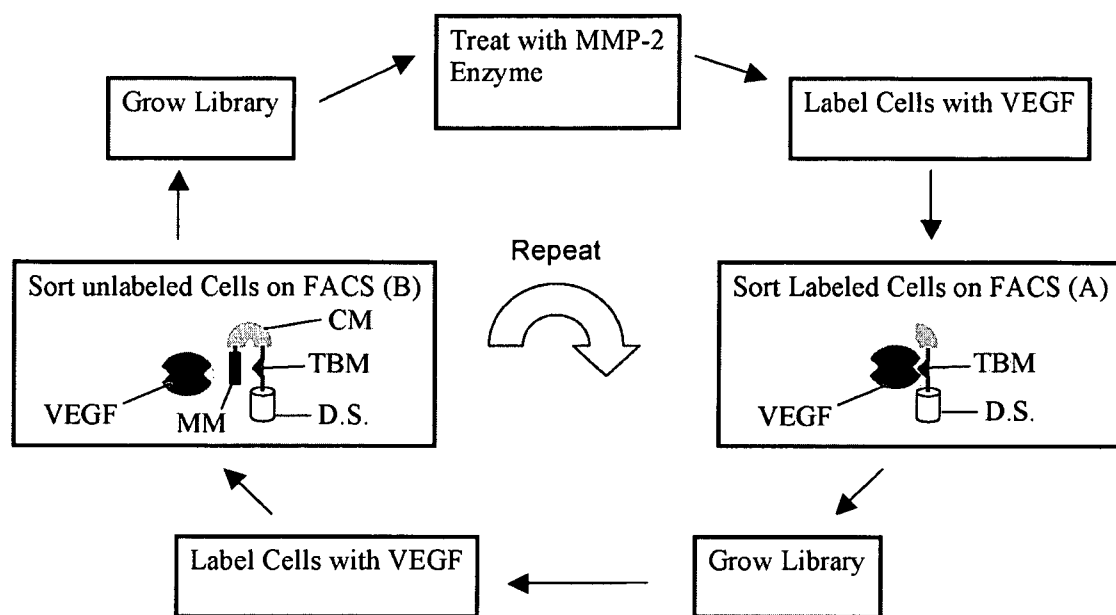 Treat with MMP-2
Enzyme
Grow Library
Label Cells with VEGF
Repeat
Sort unlabeled Cells on FACS (B)
CM
TBM
VEGF
MM
D.S.
Sort Labeled Cells on FACS (A)
TBM
VEGF
D.S.
Label Cells with VEGF
Grow Library